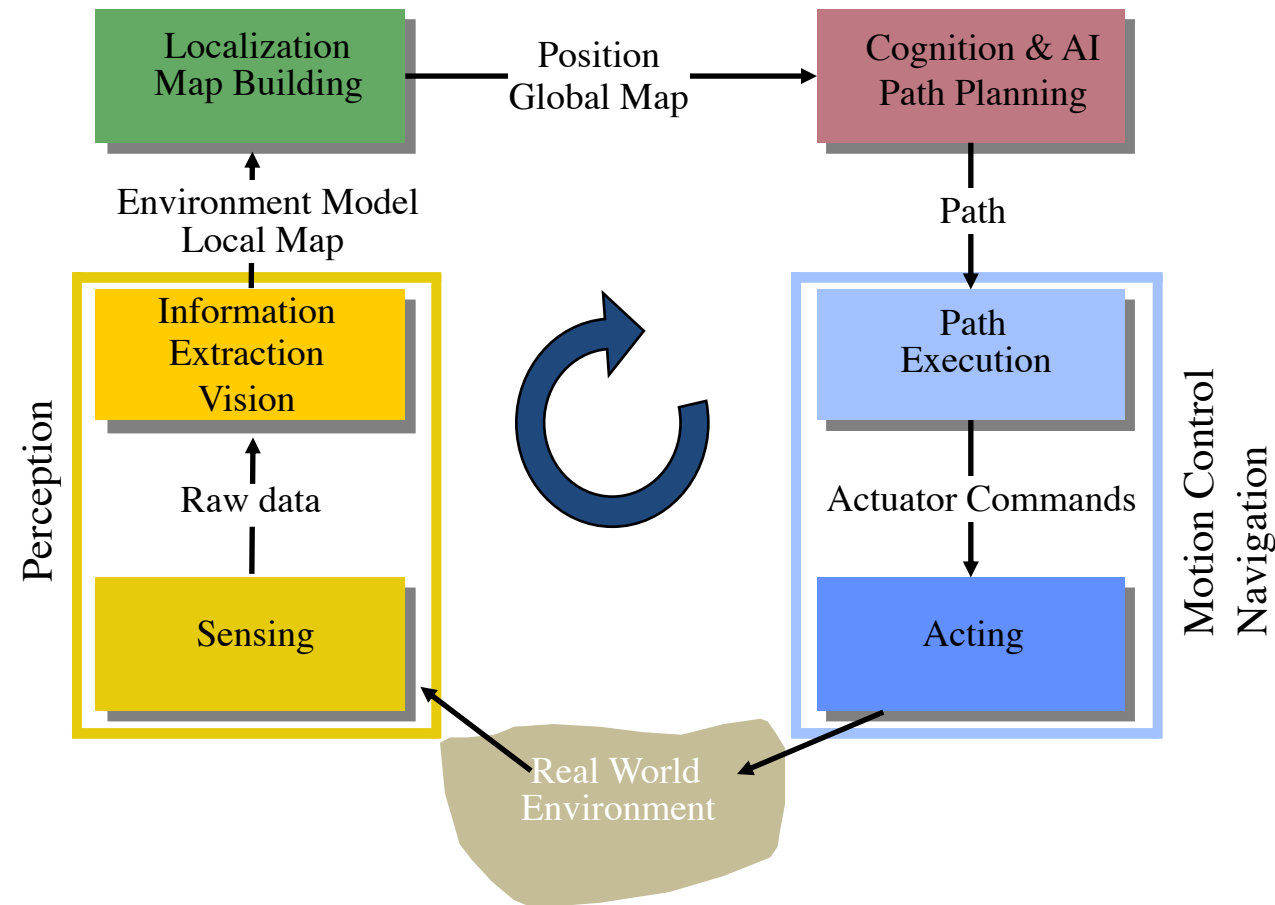 Localization
Map Building
Position
Global Map
Cognition & AI
Path Planning
Environment Model
Local Map
Path
Information
Extraction
Vision
Path
Execution
Perception
Raw data
Actuator Commands
Motion Control
Navigation
Sensing
Acting
Real World
Environment